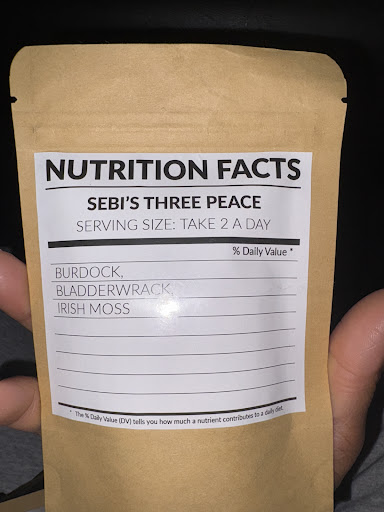 NUTRITION FACTS
SEBI'S THREE PEACE
SERVING SIZE: TAKE 2 A DAY
% Daily Value *
BURDOCK,
BLADDERWRACK,
IRISH MOSS
* The % Daily Value (DV) tells you how much a nutrient contributes to a daily diet.